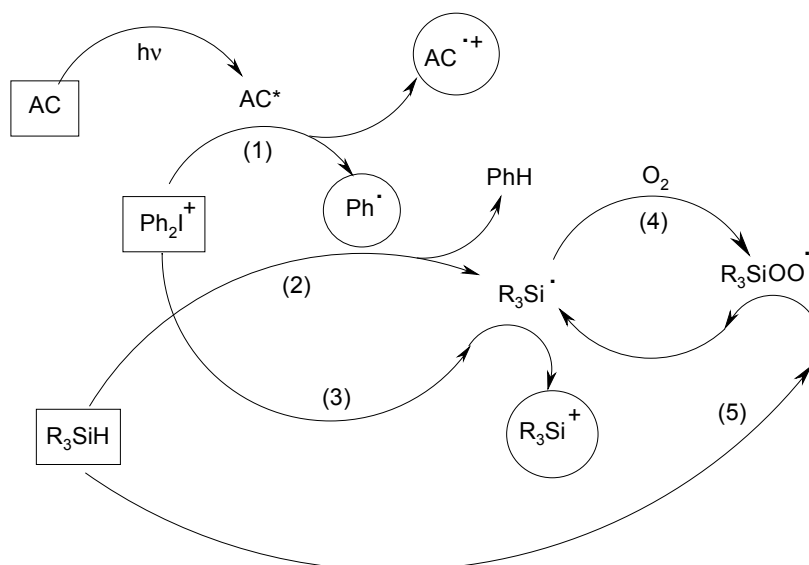 hν
AC
AC*
AC·+
(1)
PhH
O₂
Ph₂I⁺
Ph·
(4)
(2)
R₃Si·
R₃SiOO·
(3)
(5)
R₃SiH
R₃Si⁺